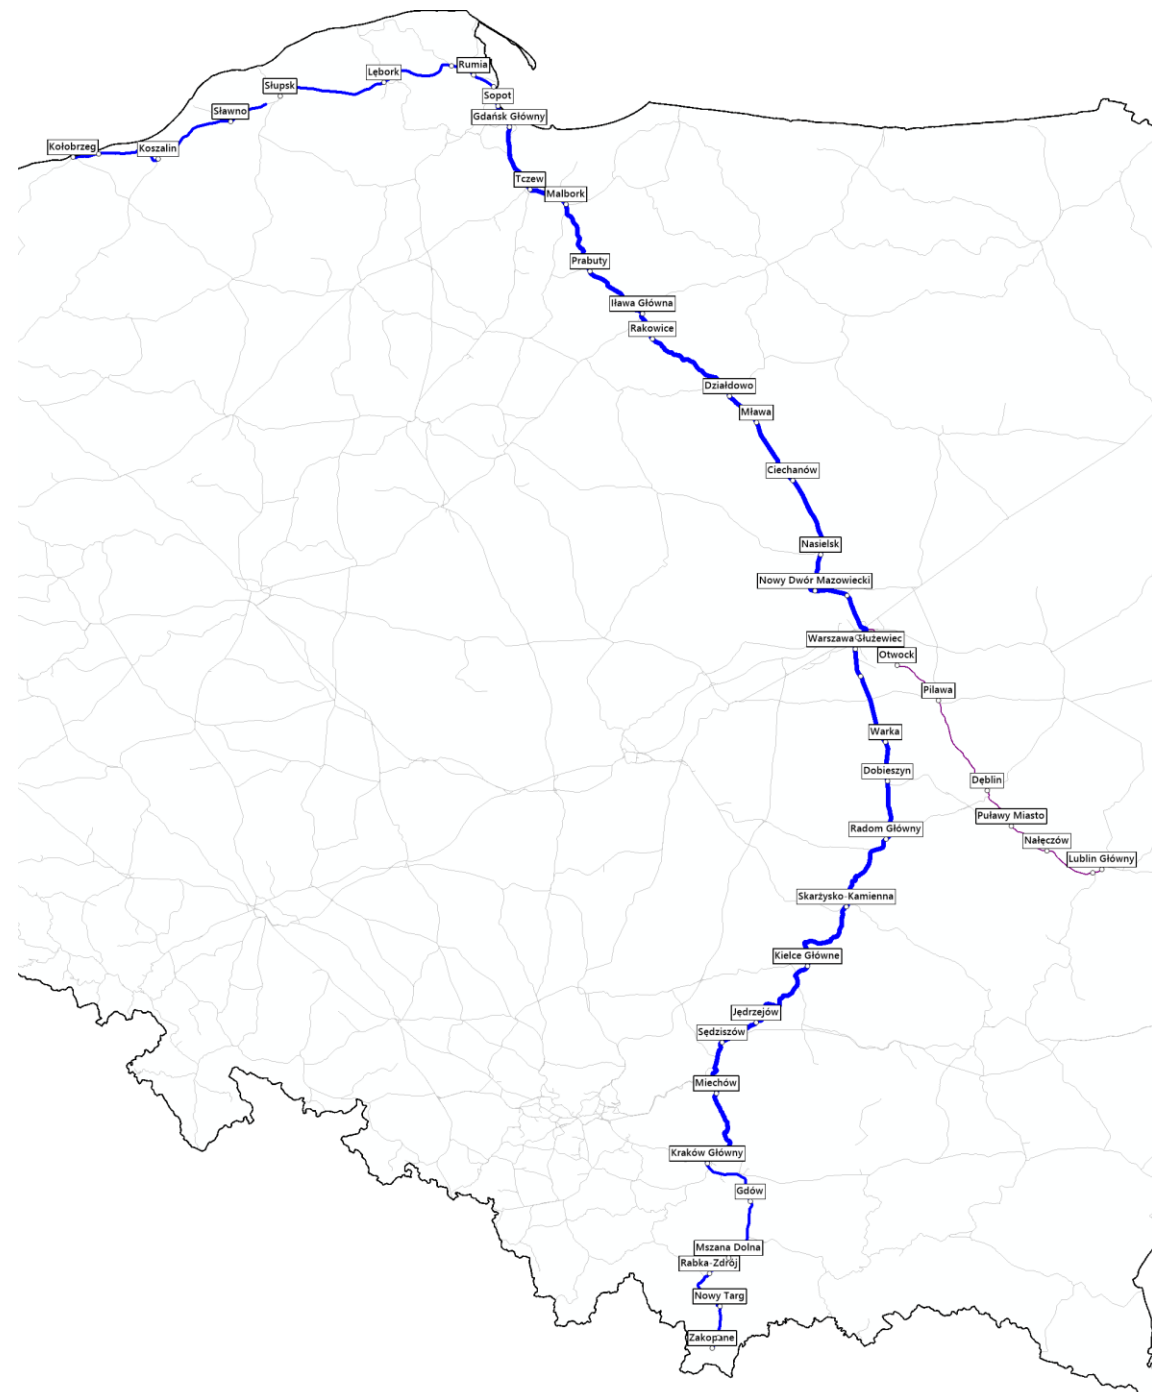 Rumia
Lębork
Słupsk
Sopot
Sławno
Gdańsk Główny
Kołobrzeg
Koszalin
Tczew
Malbork
Prabuty
Iława Główna
Rakowice
Działdowo
Mława
Ciechanów
Nasielsk
Nowy Dwór Mazowiecki
Warszawa Służewiec
Otwock
Pilawa
Warka
Dobieszyn
Dęblin
Puławy Miasto
Radom Główny
Nałęczów
Lublin Główny
Skarżysko-Kamienna
Kielce Główne
Jędrzejów
Sędziszów
Miechów
Kraków Główny
Gdów
Mszana Dolna
Rabka-Zdrój
Nowy Targ
Zakopane